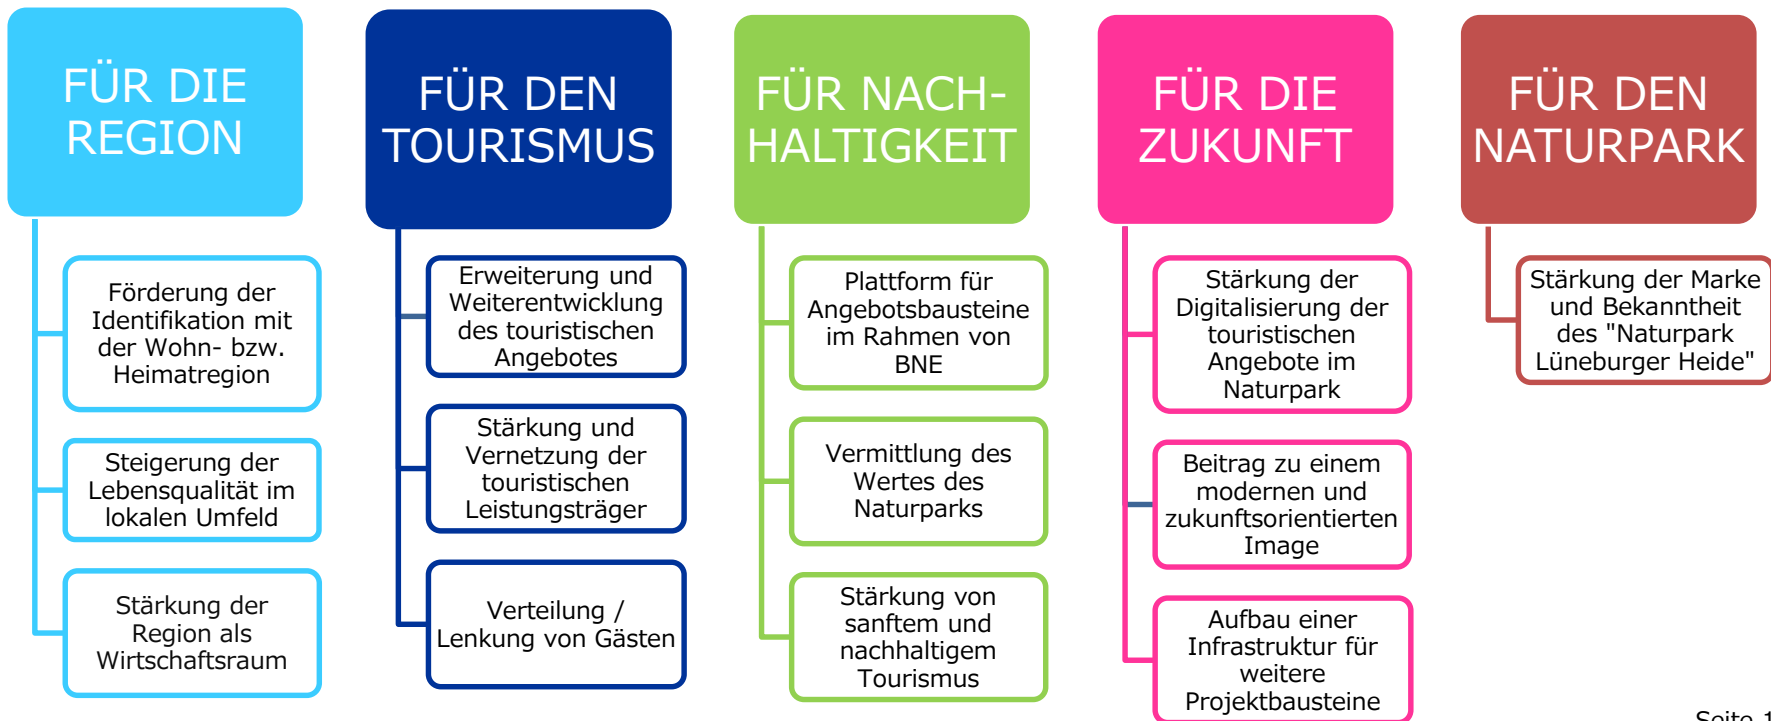 FÜR DIE
REGION
Förderung der
Identifikation mit
der Wohn- bzw.
Heimatregion
Steigerung der
Lebensqualität im
lokalen Umfeld
Stärkung der
Region als
Wirtschaftsraum
FÜR DEN
TOURISMUS
Erweiterung und
Weiterentwicklung
des touristischen
Angebotes
Stärkung und
Vernetzung der
touristischen
Leistungsträger
Verteilung /
Lenkung von Gästen
FÜR NACH-
HALTIGKEIT
Plattform für
Angebotsbausteine
im Rahmen von
BNE
Vermittlung des
Wertes des
Naturparks
Stärkung von
sanftem und
nachhaltigem
Tourismus
FÜR DIE
ZUKUNFT
Stärkung der
Digitalisierung der
touristischen
Angebote im
Naturpark
Beitrag zu einem
modernen und
zukunftsorientierten
Image
Aufbau einer
Infrastruktur für
weitere
Projektbausteine
FÜR DEN
NATURPARK
Stärkung der Marke
und Bekanntheit
des "Naturpark
Lüneburger Heide"
Seite 1